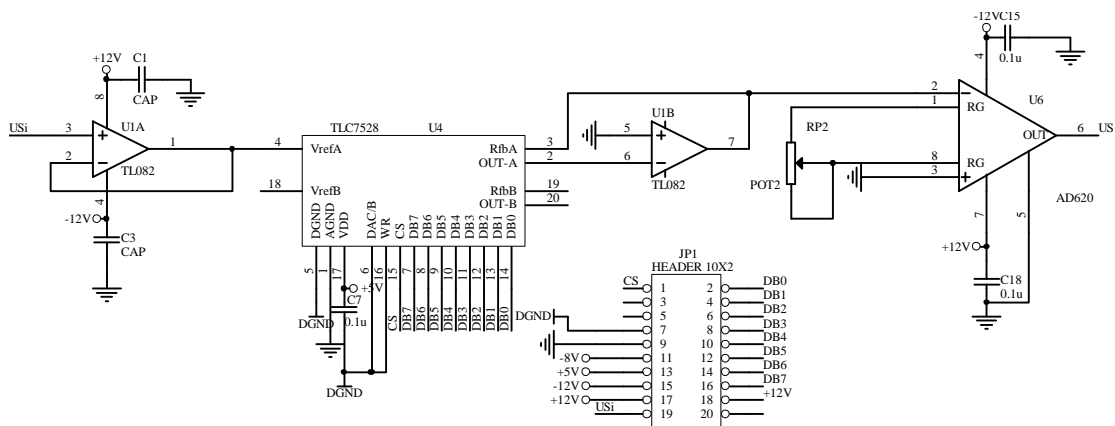 -12V C15
0.1u
4
+12V
C1
CAP
8
USi
3
U1A
1
2
TL082
4
-12V
C3
CAP
TLC7528 U4
4 VrefA
18 VrefB
RfbA 3
OUT-A 2
RfbB 19
OUT-B 20
DGND AGND VDD DAC/B WR CS DB7 DB6 DB5 DB4 DB3 DB2 DB1 DB0
5 1 17 6 16 15 7 8 9 10 11 12 13 14
+5V
C7
0.1u
DGND
CS DB7 DB6 DB5 DB4 DB3 DB2 DB1 DB0
DGND
U1B
5
6
7
TL082
RP2
POT2
2
1 RG
U6
OUT 6 US
8 RG
3
AD620
7 5
+12V
C18
0.1u
JP1
HEADER 10X2
CS 1 2 DB0
3 4 DB1
5 6 DB2
DGND 7 8 DB3
9 10 DB4
-8V 11 12 DB5
+5V 13 14 DB6
-12V 15 16 DB7
+12V 17 18 +12V
USi 19 20